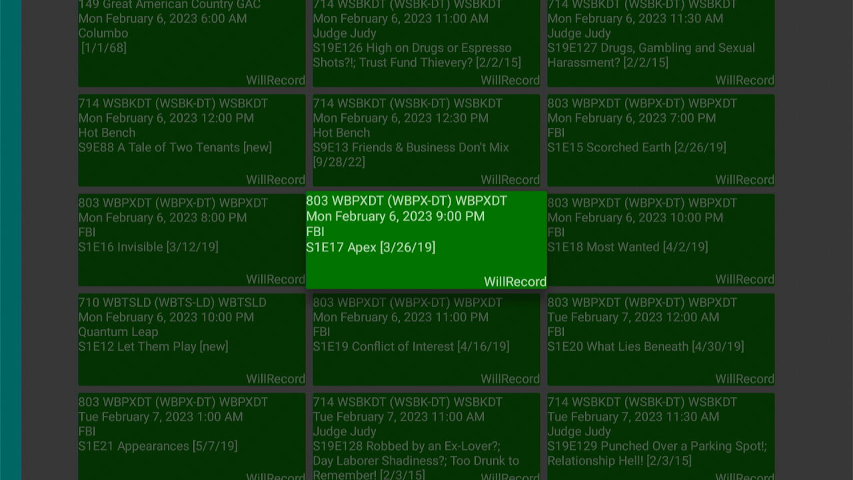 149 Great American Country GAC
Mon February 6, 2023 6:00 AM
Columbo
[1/1/68]
WillRecord
714 WSBKDT (WSBK-DT) WSBKDT
Mon February 6, 2023 11:00 AM
Judge Judy
S19E126 High on Drugs or Espresso
Shots?!; Trust Fund Thievery? [2/2/15]
WillRecord
714 WSBKDT (WSBK-DT) WSBKDT
Mon February 6, 2023 11:30 AM
Judge Judy
S19E127 Drugs, Gambling and Sexual
Harassment? [2/2/15]
WillRecord
714 WSBKDT (WSBK-DT) WSBKDT
Mon February 6, 2023 12:00 PM
Hot Bench
S9E88 A Tale of Two Tenants [new]
WillRecord
714 WSBKDT (WSBK-DT) WSBKDT
Mon February 6, 2023 12:30 PM
Hot Bench
S9E13 Friends & Business Don't Mix
[9/28/22]
WillRecord
803 WBPXDT (WBPX-DT) WBPXDT
Mon February 6, 2023 7:00 PM
FBI
S1E15 Scorched Earth [2/26/19]
WillRecord
803 WBPXDT (WBPX-DT) WBPXDT
Mon February 6, 2023 8:00 PM
FBI
S1E16 Invisible [3/12/19]
WillRecord
803 WBPXDT (WBPX-DT) WBPXDT
Mon February 6, 2023 9:00 PM
FBI
S1E17 Apex [3/26/19]
WillRecord
803 WBPXDT (WBPX-DT) WBPXDT
Mon February 6, 2023 10:00 PM
FBI
S1E18 Most Wanted [4/2/19]
WillRecord
710 WBTSLD (WBTS-LD) WBTSLD
Mon February 6, 2023 10:00 PM
Quantum Leap
S1E12 Let Them Play [new]
WillRecord
803 WBPXDT (WBPX-DT) WBPXDT
Mon February 6, 2023 11:00 PM
FBI
S1E19 Conflict of Interest [4/16/19]
WillRecord
803 WBPXDT (WBPX-DT) WBPXDT
Tue February 7, 2023 12:00 AM
FBI
S1E20 What Lies Beneath [4/30/19]
WillRecord
803 WBPXDT (WBPX-DT) WBPXDT
Tue February 7, 2023 1:00 AM
FBI
S1E21 Appearances [5/7/19]
WillRecord
714 WSBKDT (WSBK-DT) WSBKDT
Tue February 7, 2023 11:00 AM
Judge Judy
S19E128 Robbed by an Ex-Lover?;
Day Laborer Shadiness?; Too Drunk to
Remember! [2/3/15]
WillRecord
714 WSBKDT (WSBK-DT) WSBKDT
Tue February 7, 2023 11:30 AM
Judge Judy
S19E129 Punched Over a Parking Spot!;
Relationship Hell! [2/3/15]
WillRecord